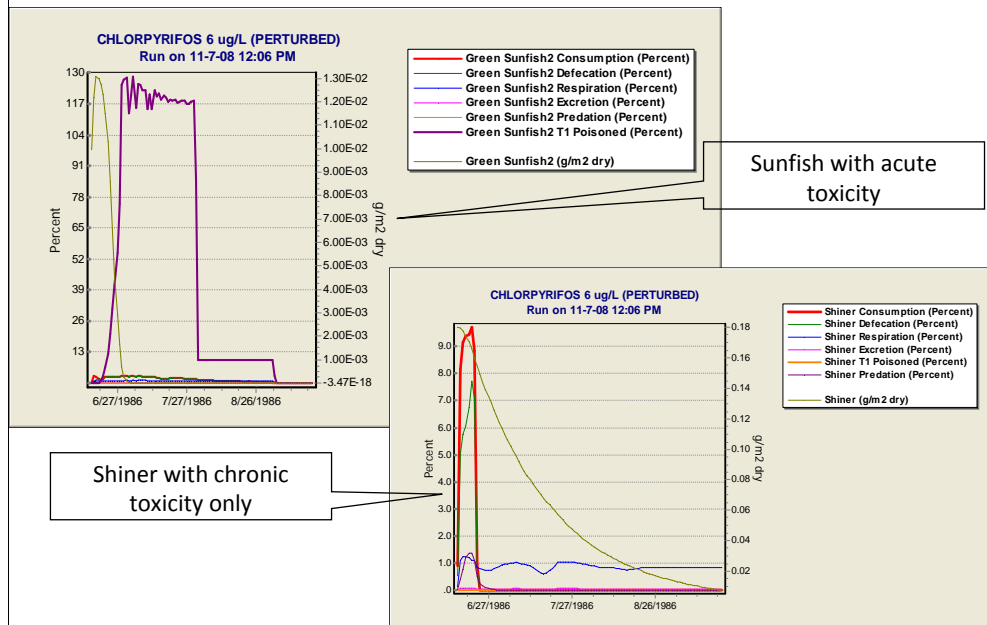 CHLORPYRIFOS 6 ug/L (PERTURBED)
Run on 11-7-08 12:06 PM
130
117
104
91
78
65
52
39
26
13
Percent
1.30E-02
1.20E-02
1.00E-02
1.00E-02
9.00E-03
8.00E-03
7.00E-03
6.00E-03
5.00E-03
4.00E-03
3.00E-03
2.00E-03
1.00E-03
-3.47E-18
g/m2 dry
6/27/1986
7/27/1986
8/26/1986
Green Sunfish2 Consumption (Percent)
Green Sunfish2 Defecation (Percent)
Green Sunfish2 Respiration (Percent)
Green Sunfish2 Excretion (Percent)
Green Sunfish2 Predation (Percent)
Green Sunfish2 T1 Poisoned (Percent)
Green Sunfish2 (g/m2 dry)
Sunfish with acute
toxicity
CHLORPYRIFOS 6 ug/L (PERTURBED)
Run on 11-7-08 12:06 PM
9.0
8.0
7.0
6.0
5.0
4.0
3.0
2.0
1.0
.0
Percent
0.18
0.16
0.14
0.12
0.10
0.08
0.06
0.04
0.02
g/m2 dry
6/27/1986
7/27/1986
8/26/1986
Shiner Consumption (Percent)
Shiner Defecation (Percent)
Shiner Respiration (Percent)
Shiner Excretion (Percent)
Shiner T1 Poisoned (Percent)
Shiner Predation (Percent)
Shiner (g/m2 dry)
Shiner with chronic
toxicity only